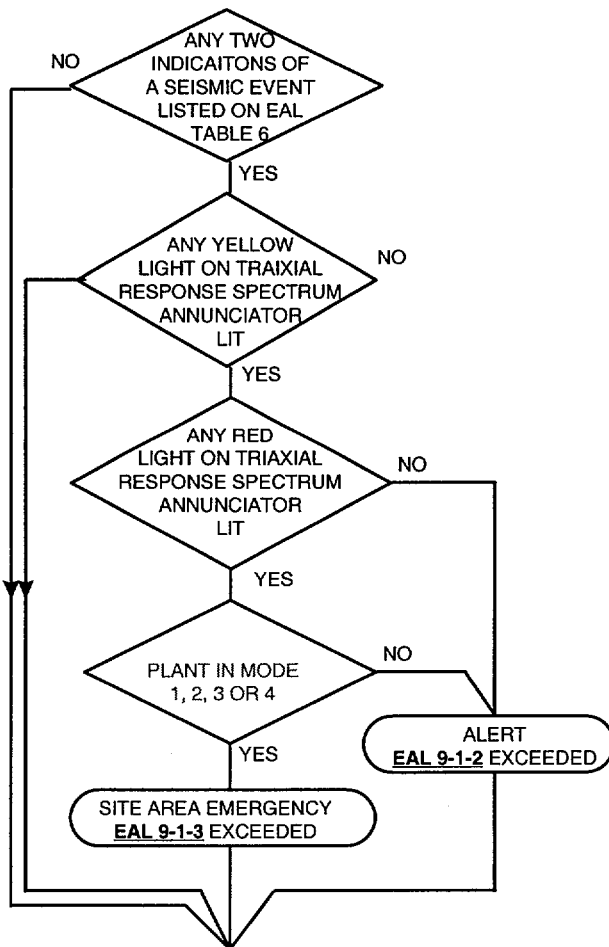 ANY TWO
NO
INDICAITONS OF
A SEISMIC EVENT
LISTED ON EAL
TABLE 6
YES
ANY YELLOW
LIGHT ON TRAIXIAL
NO
RESPONSE SPECTRUM
ANNUNCIATOR
LIT
YES
ANY RED
LIGHT ON TRIAXIAL
NO
RESPONSE SPECTRUM
ANNUNCIATOR
LIT
YES
NO
PLANT IN MODE
1, 2, 3 OR 4
ALERT
EAL 9-1-2 EXCEEDED
YES
SITE AREA EMERGENCY
EAL 9-1-3 EXCEEDED